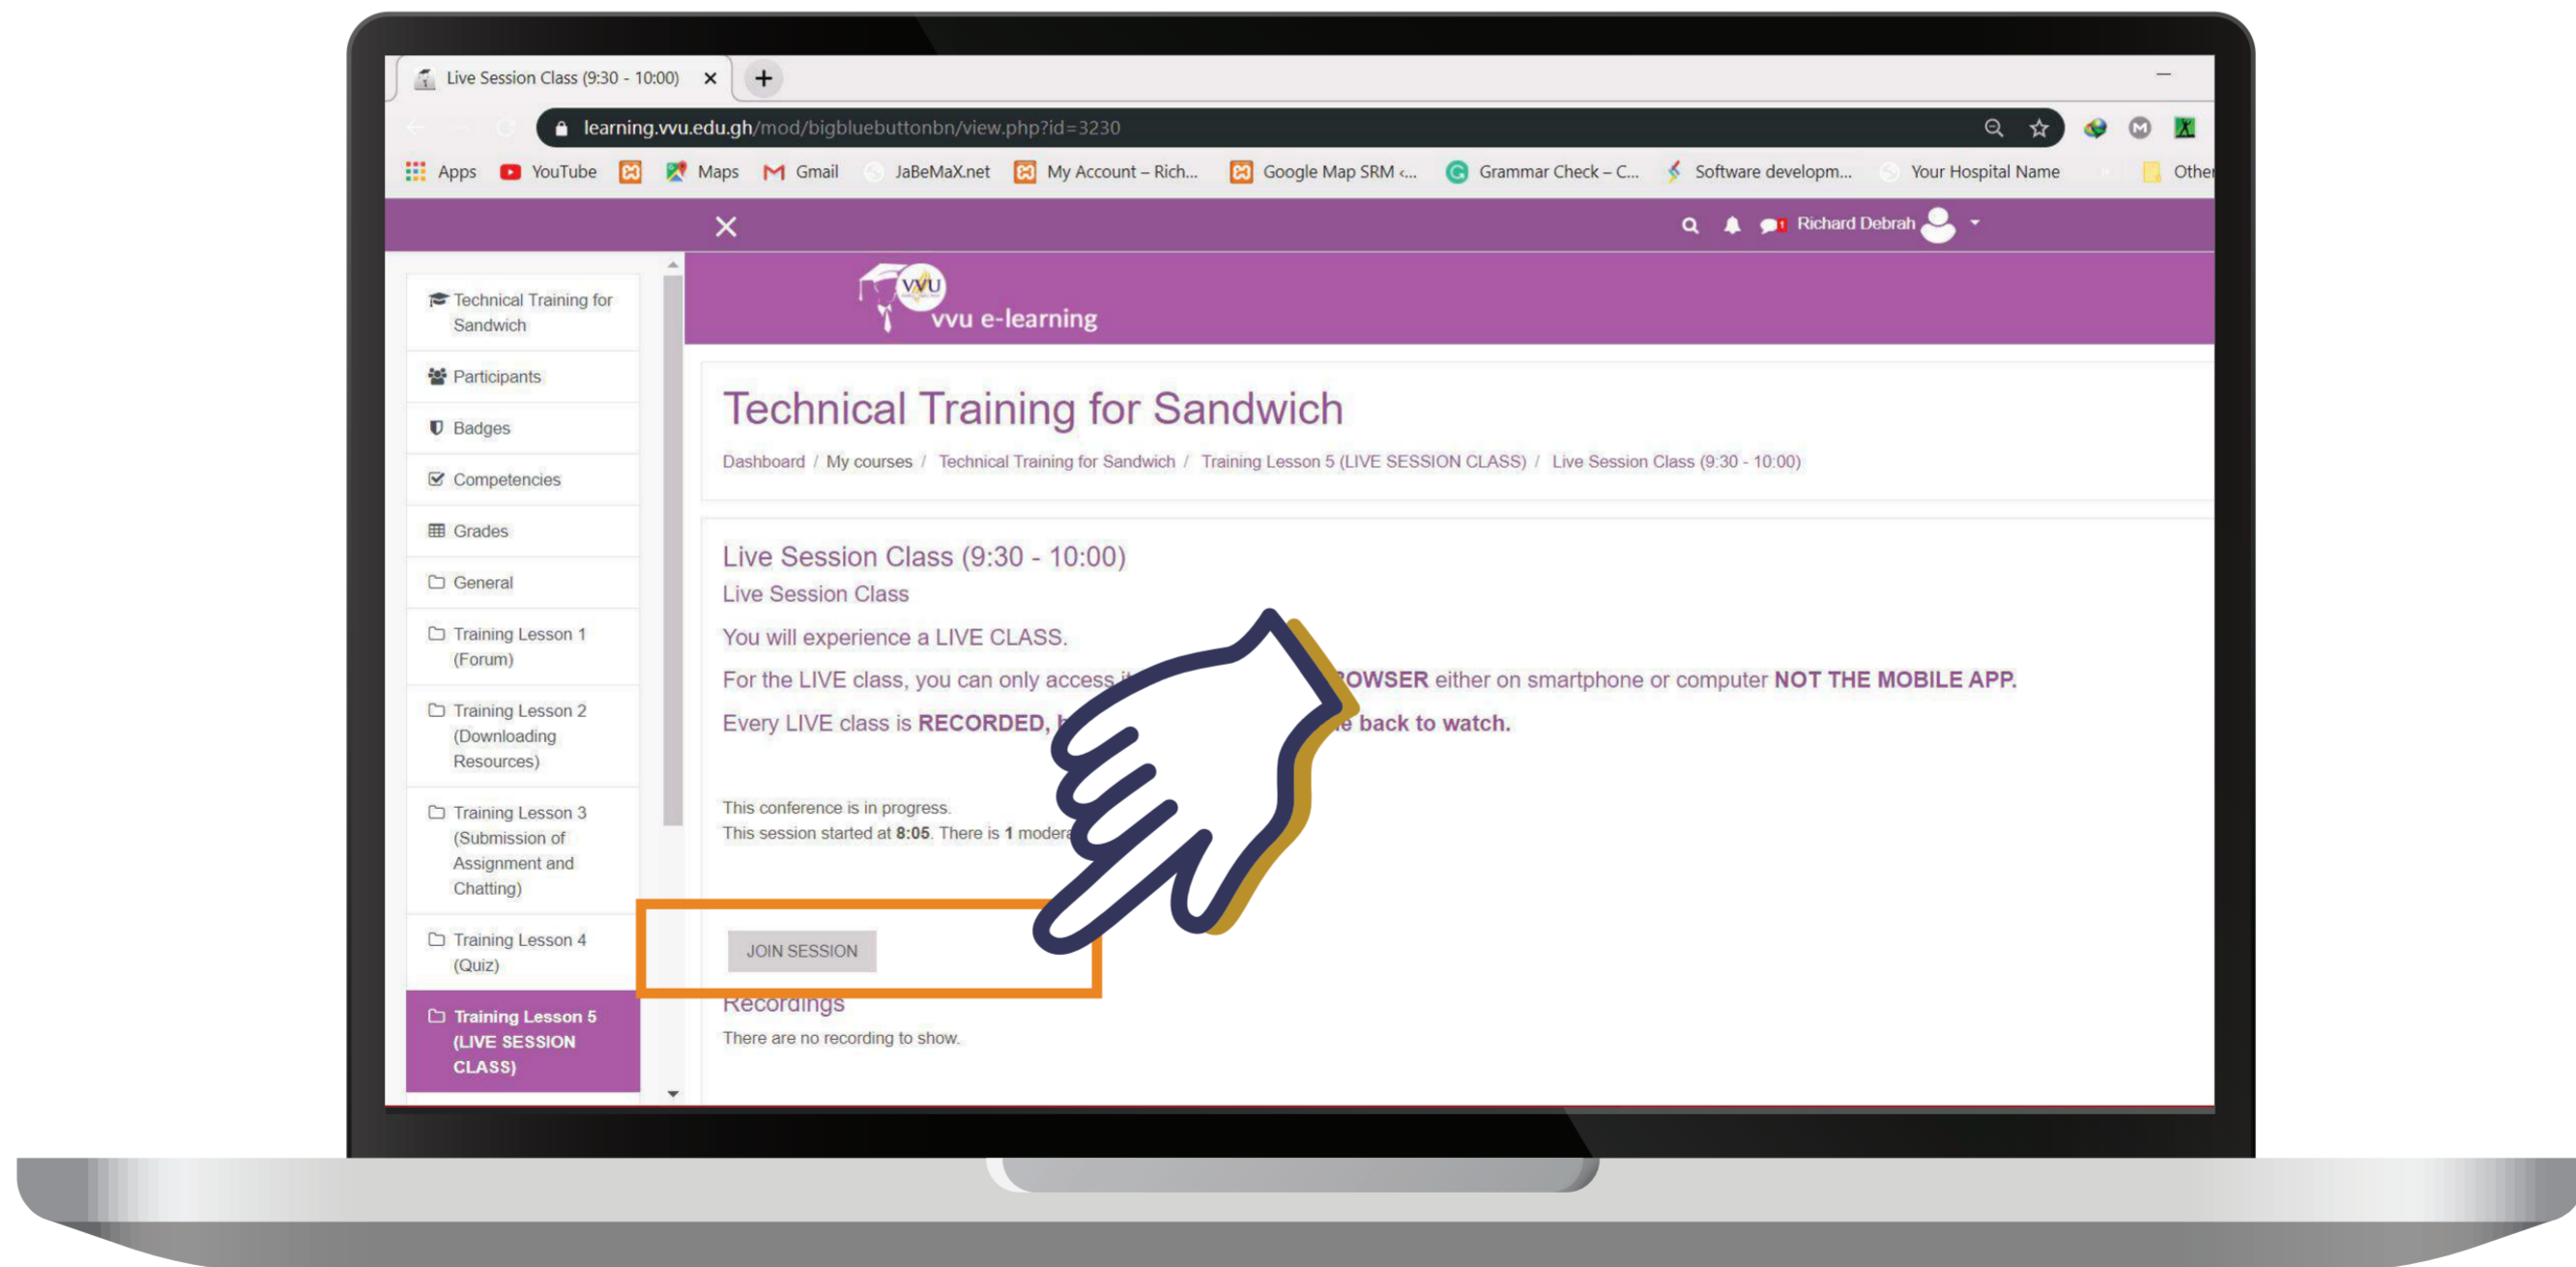 Live Session Class (9:30 - 10:00)
learning.vvu.edu.gh/mod/bigbluebuttonbn/view.php?id=3230
Apps YouTube Maps Gmail JaBeMaX.net My Account – Rich... Google Map SRM ‹... Grammar Check – C... Software developm... Your Hospital Name Other
1 Richard Debrah
VVU
vvu e-learning
Technical Training for
Sandwich
Participants
Badges
Competencies
Grades
General
Training Lesson 1
(Forum)
Training Lesson 2
(Downloading
Resources)
Training Lesson 3
(Submission of
Assignment and
Chatting)
Training Lesson 4
(Quiz)
Training Lesson 5
(LIVE SESSION
CLASS)
Technical Training for Sandwich
Dashboard / My courses / Technical Training for Sandwich / Training Lesson 5 (LIVE SESSION CLASS) / Live Session Class (9:30 - 10:00)
Live Session Class (9:30 - 10:00)
Live Session Class
You will experience a LIVE CLASS.
For the LIVE class, you can only access either on smartphone or computer NOT THE MOBILE APP.
Every LIVE class is RECORDED, back to watch.
This conference is in progress.
This session started at 8:05. There is 1
JOIN SESSION
Recordings
There are no recording to show.